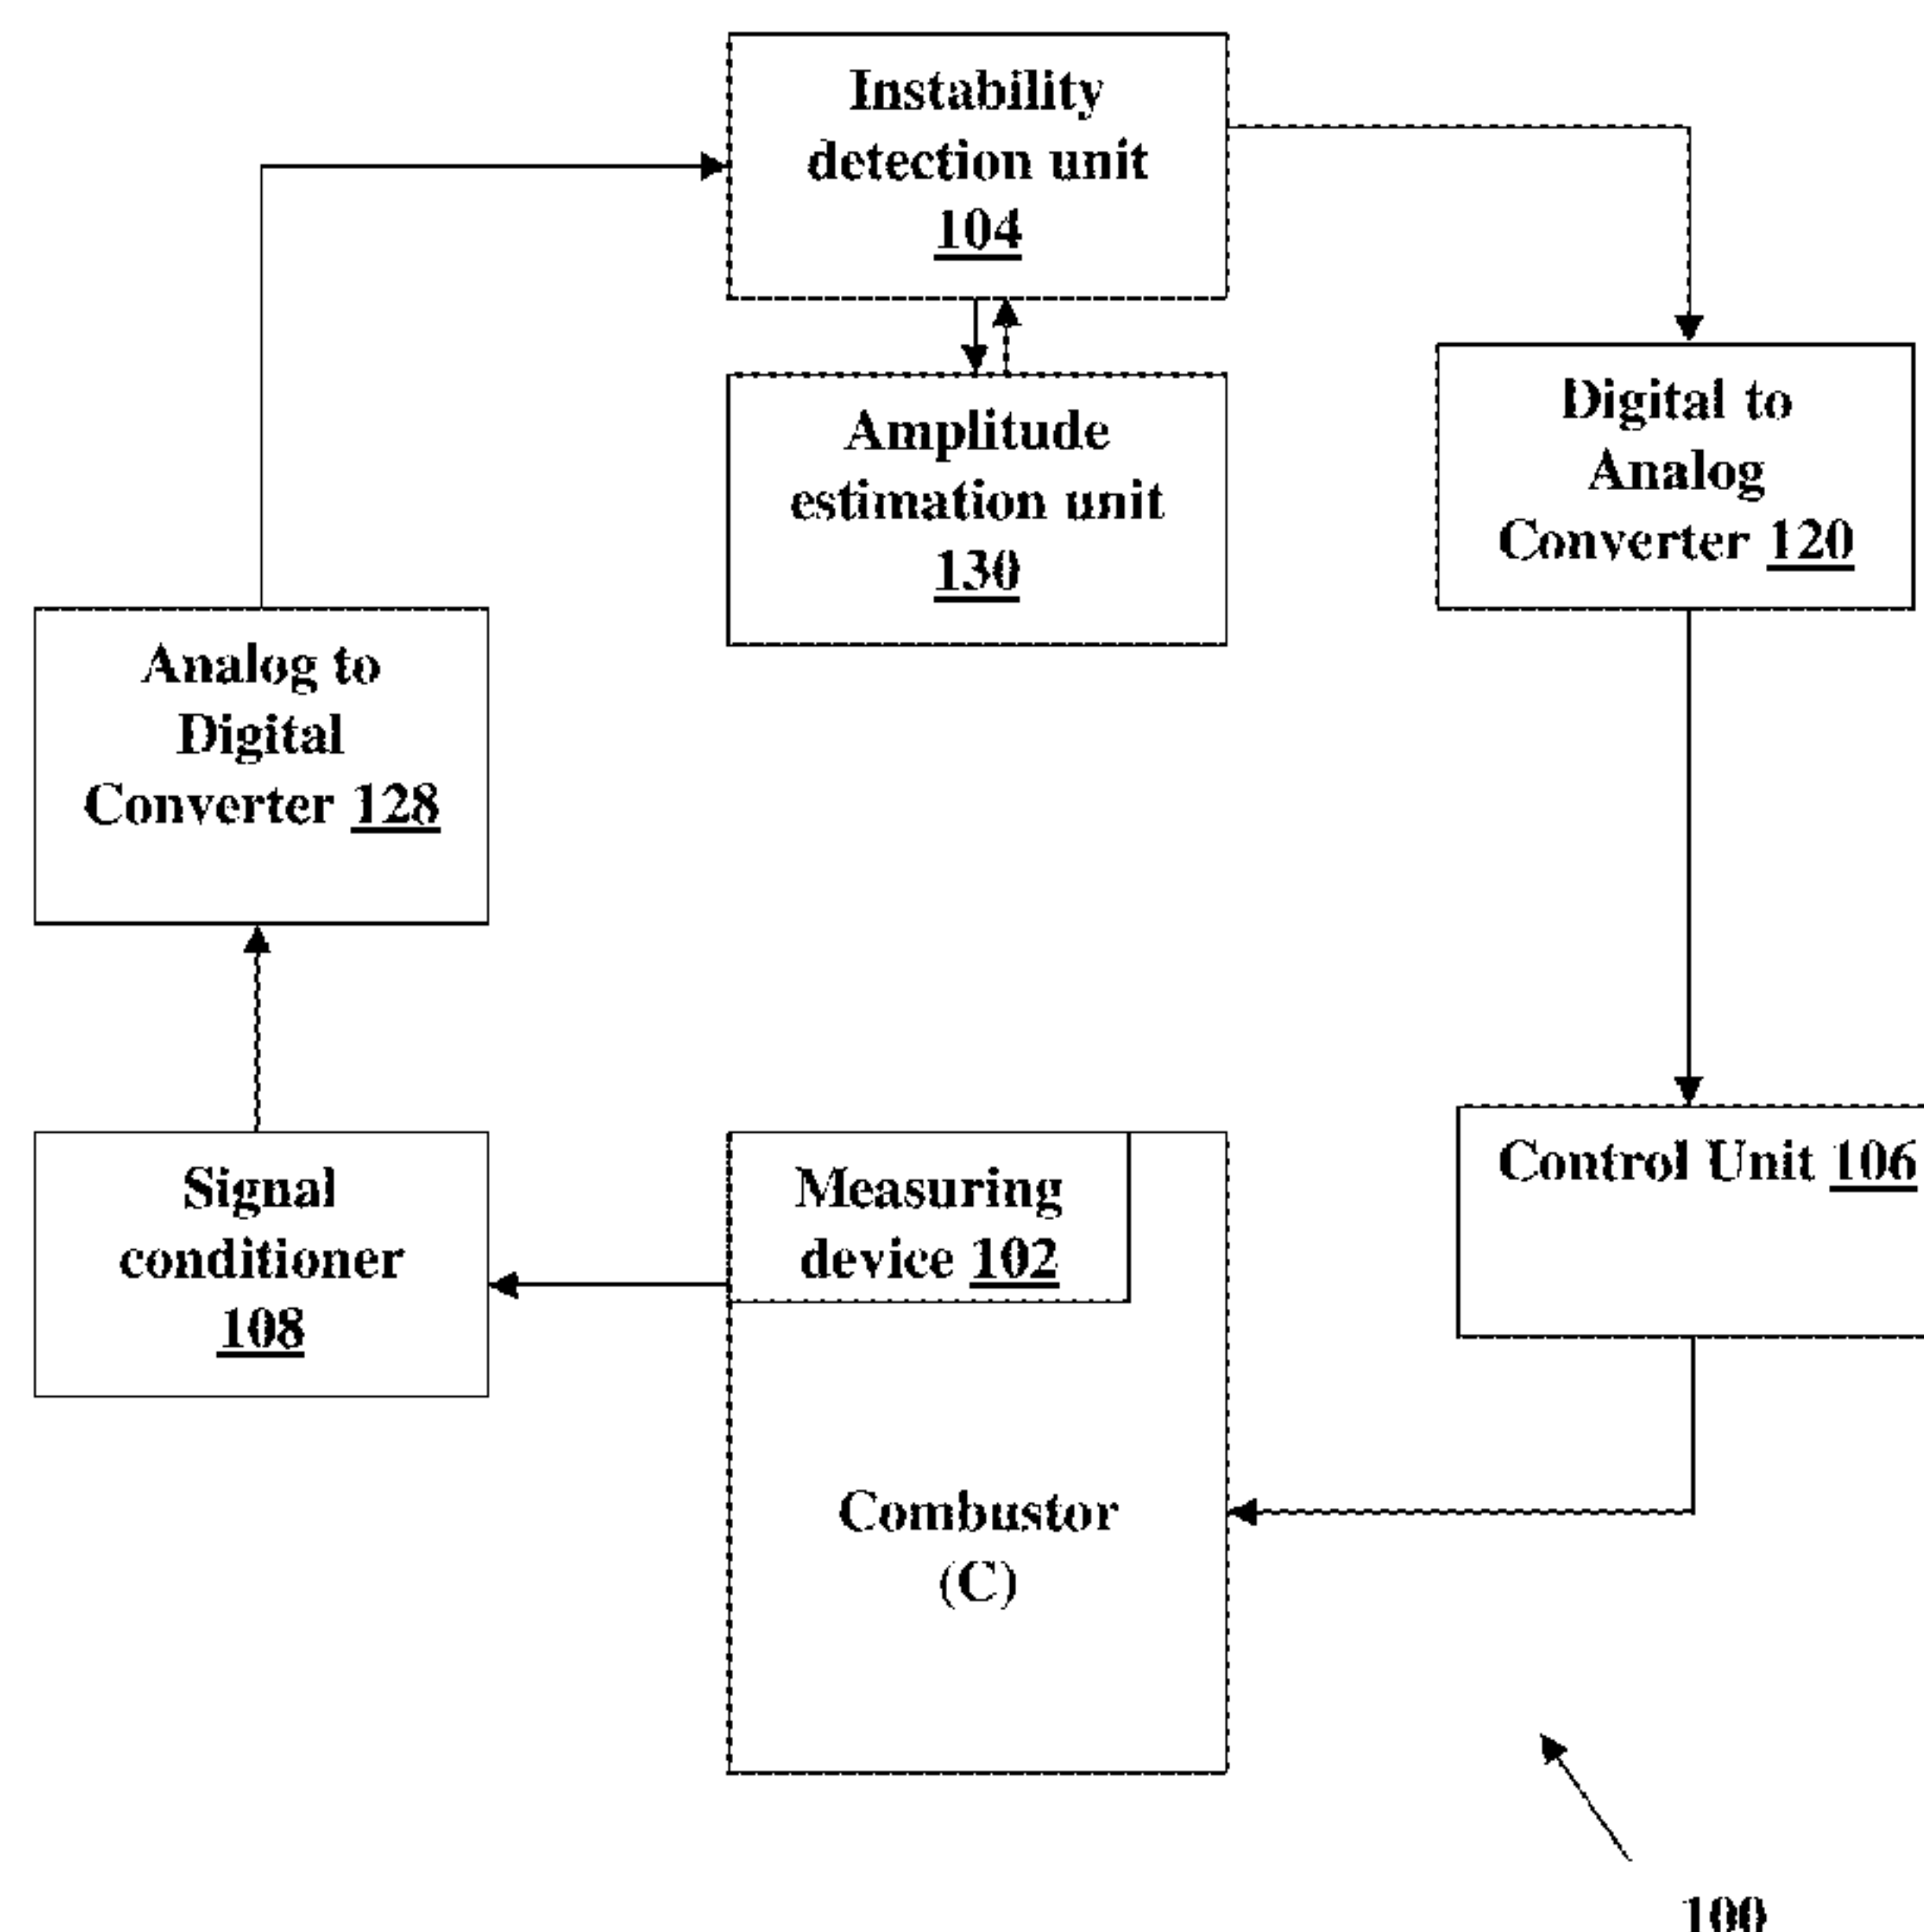 Instability
detection unit
104
Amplitude
estimation unit
130
Digital to
Analog
Converter 120
Analog to
Digital
Converter 128
Signal
conditioner
108
Measuring
device 102
Control Unit 106
Combustor
(C)
100